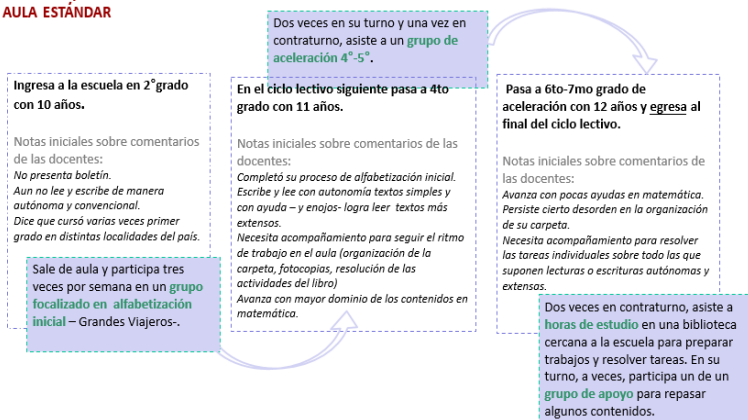 AULA ESTÁNDAR
Dos veces en su turno y una vez en
contraturno, asiste a un grupo de
aceleración 4°-5°.
Ingresa a la escuela en 2°grado
con 10 años.
Notas iniciales sobre comentarios
de las docentes:
No presenta boletín.
Aun no lee y escribe de manera
autónoma y convencional.
Dice que cursó varias veces primer
grado en distintas localidades del país.
Sale de aula y participa tres
veces por semana en un grupo
focalizado en alfabetización
inicial – Grandes Viajeros-.
En el ciclo lectivo siguiente pasa a 4to
grado con 11 años.
Notas iniciales sobre comentarios de las
docentes:
Completó su proceso de alfabetización inicial.
Escribe y lee con autonomía textos simples y
con ayuda – y enojos- logra leer textos más
extensos.
Necesita acompañamiento para seguir el ritmo
de trabajo en el aula (organización de la
carpeta, fotocopias, resolución de las
actividades del libro)
Avanza con mayor dominio de los contenidos en
matemática.
Pasa a 6to-7mo grado de
aceleración con 12 años y egresa al
final del ciclo lectivo.
Notas iniciales sobre comentarios de
las docentes:
Avanza con pocas ayudas en matemática.
Persiste cierto desorden en la organización
de su carpeta.
Necesita acompañamiento para resolver
las tareas individuales sobre todo las que
suponen lecturas o escrituras autónomas y
extensas.
Dos veces en contraturno, asiste a
horas de estudio en una biblioteca
cercana a la escuela para preparar
trabajos y resolver tareas. En su
turno, a veces, participa un de un
grupo de apoyo para repasar
algunos contenidos.